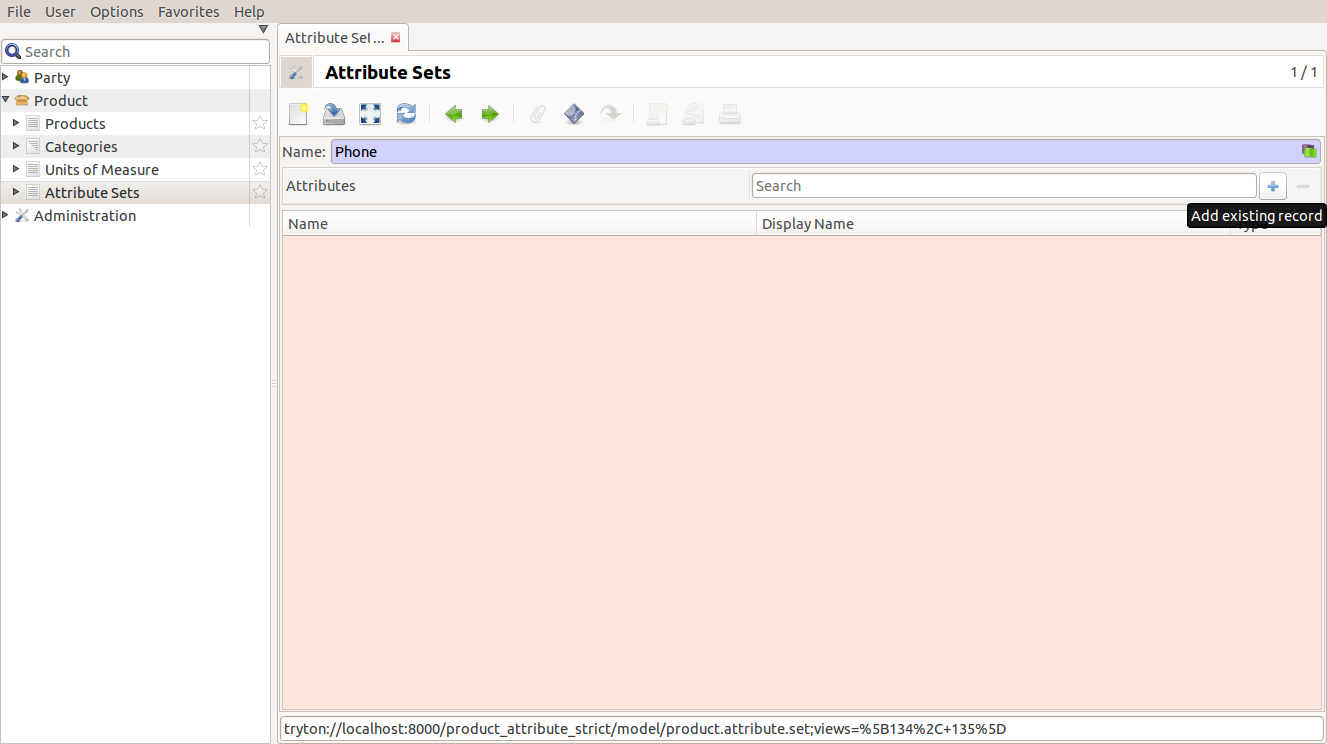 File User Options Favorites Help
Attribute Set ...
Search
Attribute Sets
1 / 1
Party
Product
Products
Categories
Units of Measure
Attribute Sets
Administration
Name: Phone
Attributes
Search
Add existing record
Name Display Name Type
tryton://localhost:8000/product_attribute_strict/model/product.attribute.set;views=%5B134%2C+135%5D